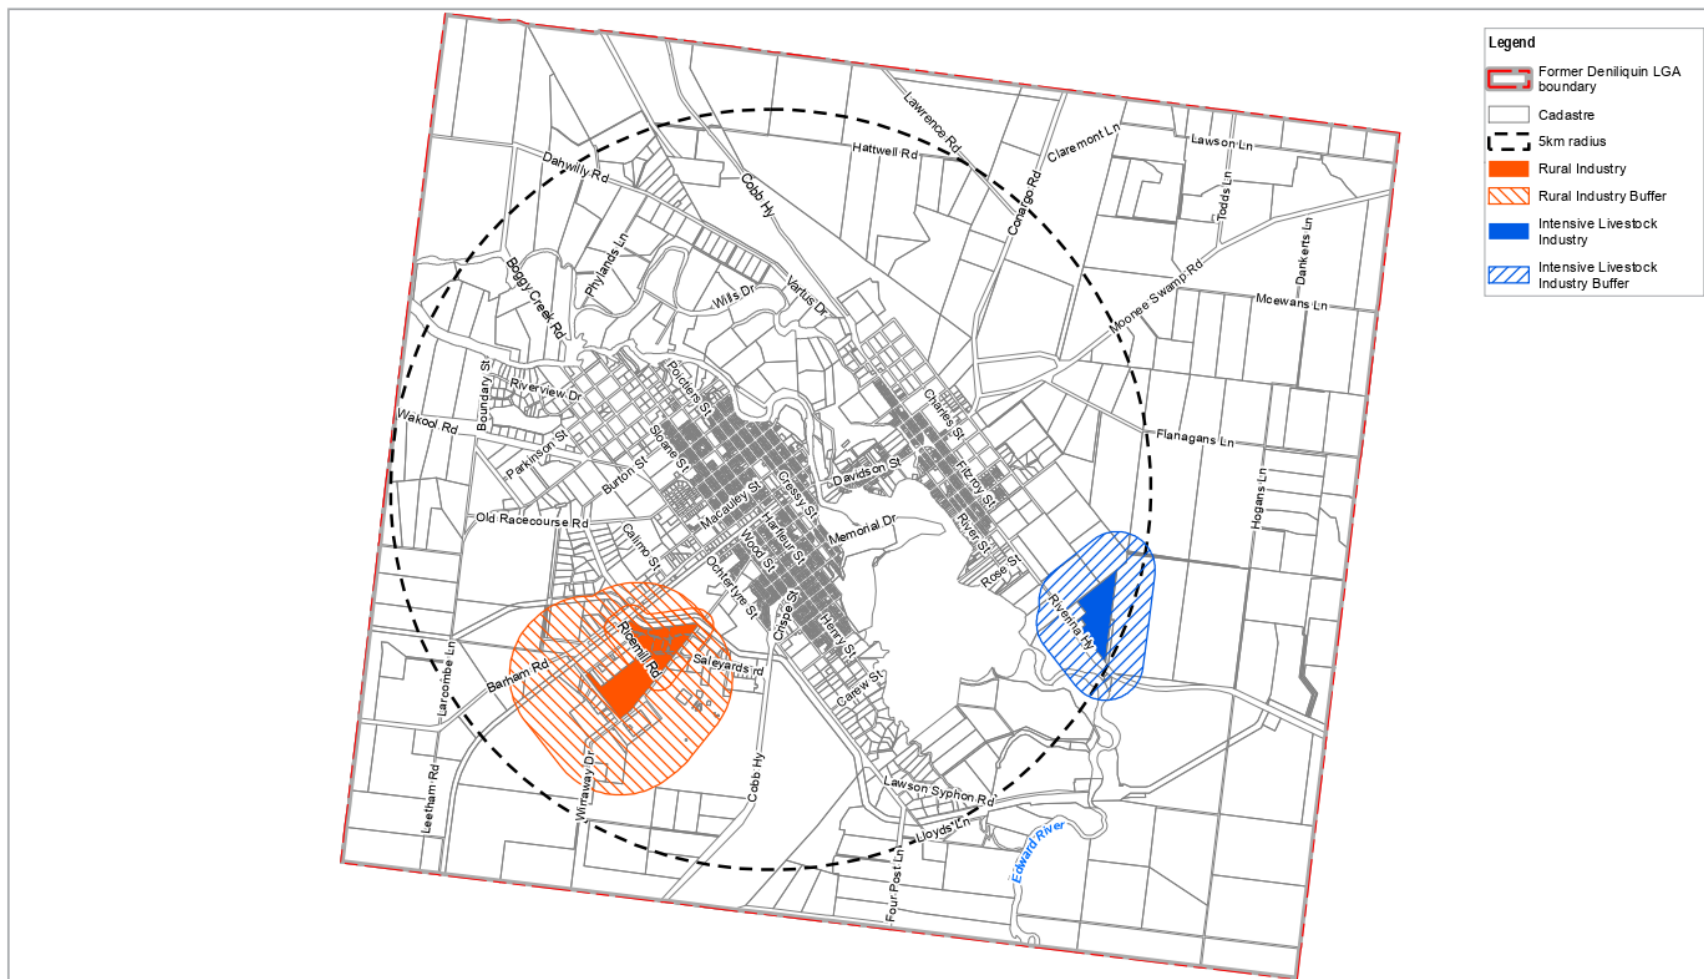 Legend
Former Deniliquin LGA
boundary
Cadastre
5km radius
Rural Industry
Rural Industry Buffer
Intensive Livestock
Industry
Intensive Livestock
Industry Buffer
Lawrence Rd
Hattwell Rd
Claremont Ln
Lawson Ln
Dahwilly Rd
Cobb Hy
Conargo Rd
Todds Ln
Dankerts Ln
Phylands Ln
Boggy Creek Rd
Wills Dr
Vartus Dr
Moonee Swamp Rd
Mcewans Ln
Boundary St
Riverview Dr
Poictiers St
Charles St
Wakool Rd
Parkinson St
Sloane St
Burton St
Davidson St
Flanagans Ln
Fitzroy St
Cressy St
Macauley St
Hogans Ln
Old Racecourse Rd
Calimo St
Harfleur St
Wood St
Memorial Dr
River St
Ochtertyre St
Rose St
Crispe St
Henry St
Riverina Hy
Ricemill Rd
Saleyards rd
Barham Rd
Larcombe Ln
Carew St
Wirraway Dr
Cobb Hy
Leetham Rd
Lawson Syphon Rd
Lloyds Ln
Four Post Ln
Edward River